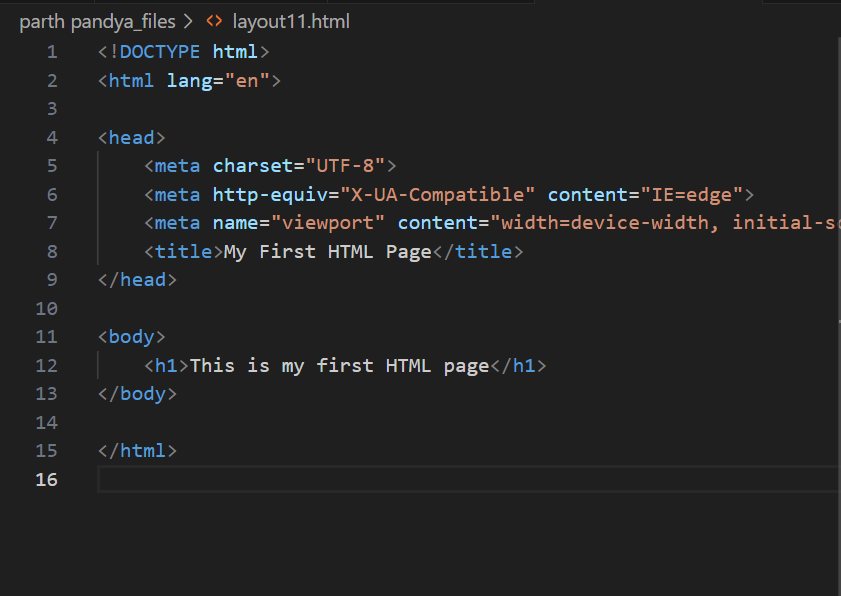 parth pandya_files > <> layout11.html
1 <!DOCTYPE html>
2 <html lang="en">
3
4 <head>
5     <meta charset="UTF-8">
6     <meta http-equiv="X-UA-Compatible" content="IE=edge">
7     <meta name="viewport" content="width=device-width, initial-sc
8     <title>My First HTML Page</title>
9 </head>
10
11 <body>
12     <h1>This is my first HTML page</h1>
13 </body>
14
15 </html>
16